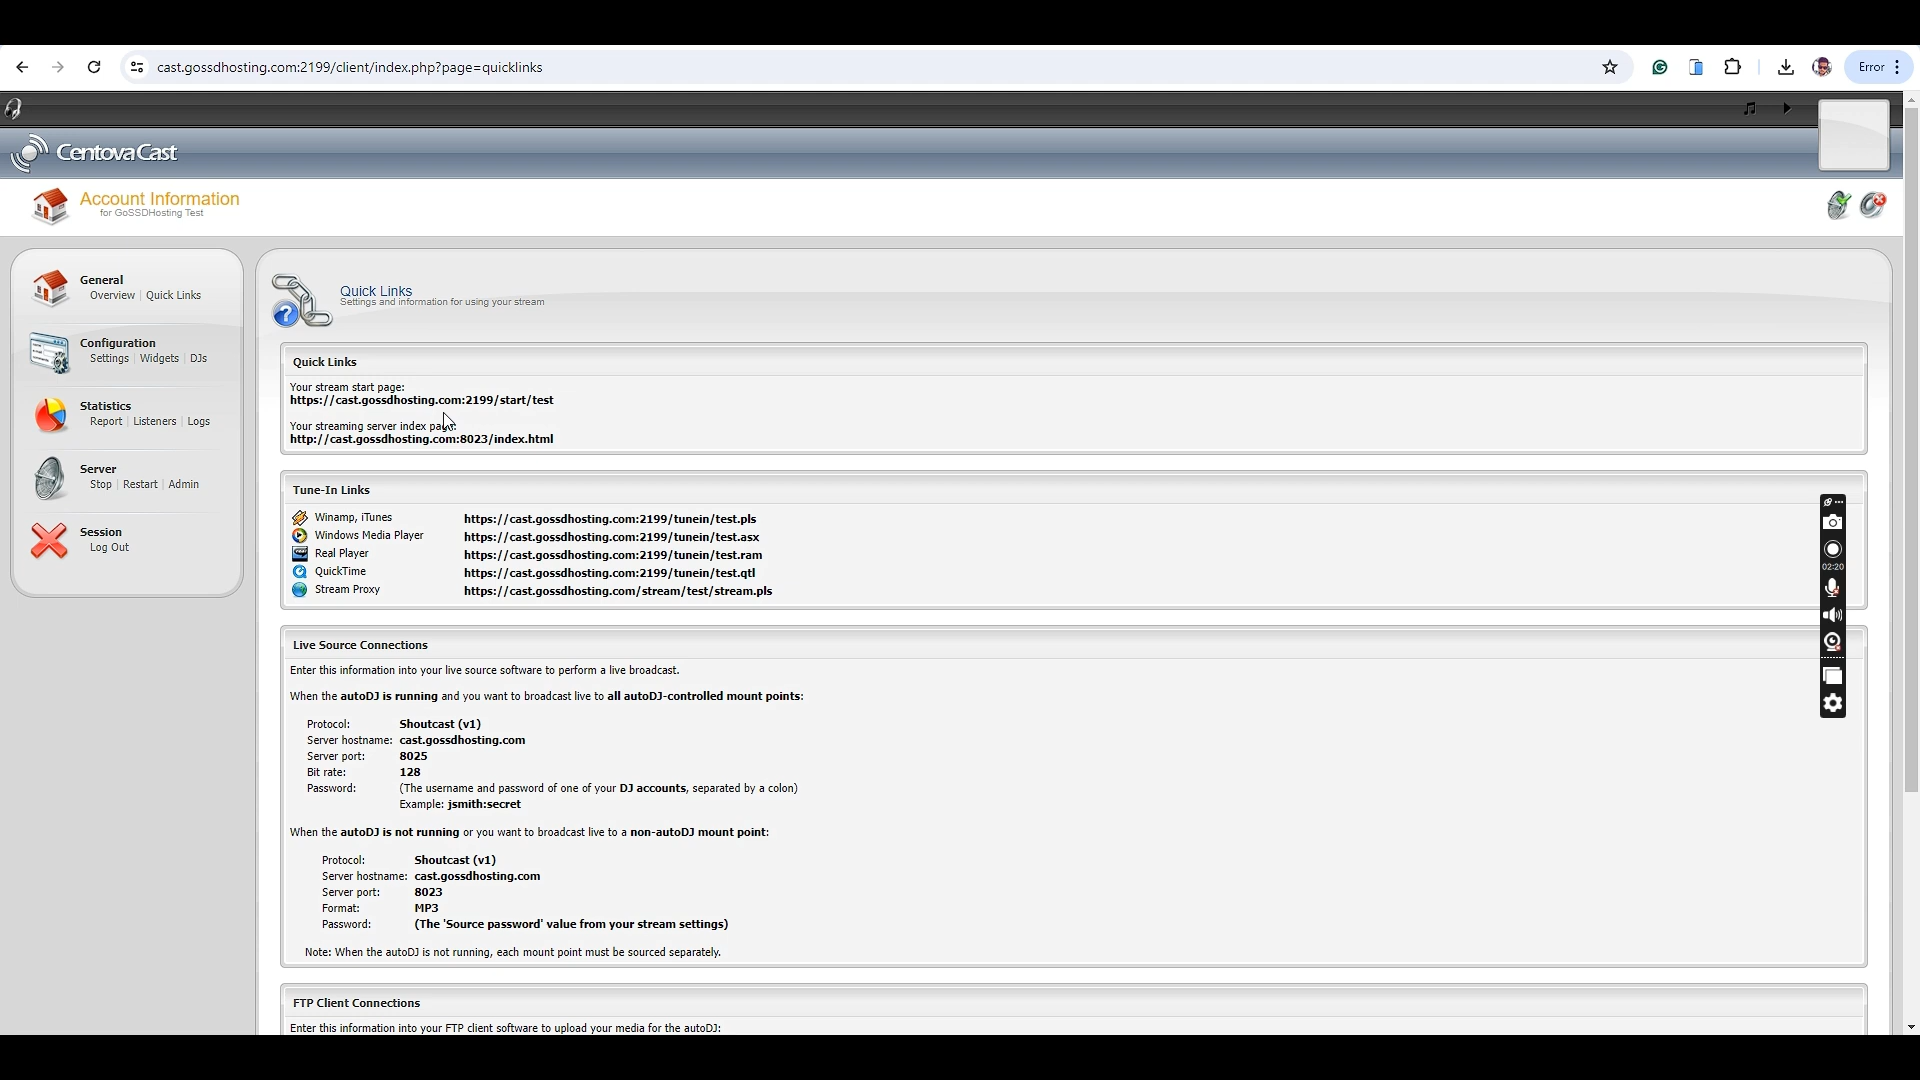 cast.gossdhosting.com:2199/client/index.php?page=quicklinks
Error
CentovaCast
Account Information
for GoSSDHosting Test
General
Overview | Quick Links
Configuration
Settings | Widgets | DJs
Statistics
Report | Listeners | Logs
Server
Stop | Restart | Admin
Session
Log Out
Quick Links
Settings and information for using your stream
Quick Links
Your stream start page:
https://cast.gossdhosting.com:2199/start/test
Your streaming server index page:
http://cast.gossdhosting.com:8023/index.html
Tune-In Links
Winamp, iTunes https://cast.gossdhosting.com:2199/tunein/test.pls
Windows Media Player https://cast.gossdhosting.com:2199/tunein/test.asx
Real Player https://cast.gossdhosting.com:2199/tunein/test.ram
QuickTime https://cast.gossdhosting.com:2199/tunein/test.qtl
Stream Proxy https://cast.gossdhosting.com/stream/test/stream.pls
02:20
Live Source Connections
Enter this information into your live source software to perform a live broadcast.
When the autoDJ is running and you want to broadcast live to all autoDJ-controlled mount points:
Protocol: Shoutcast (v1)
Server hostname: cast.gossdhosting.com
Server port: 8025
Bit rate: 128
Password: (The username and password of one of your DJ accounts, separated by a colon)
Example: jsmith:secret
When the autoDJ is not running or you want to broadcast live to a non-autoDJ mount point:
Protocol: Shoutcast (v1)
Server hostname: cast.gossdhosting.com
Server port: 8023
Format: MP3
Password: (The 'Source password' value from your stream settings)
Note: When the autoDJ is not running, each mount point must be sourced separately.
FTP Client Connections
Enter this information into your FTP client software to upload your media for the autoDJ: